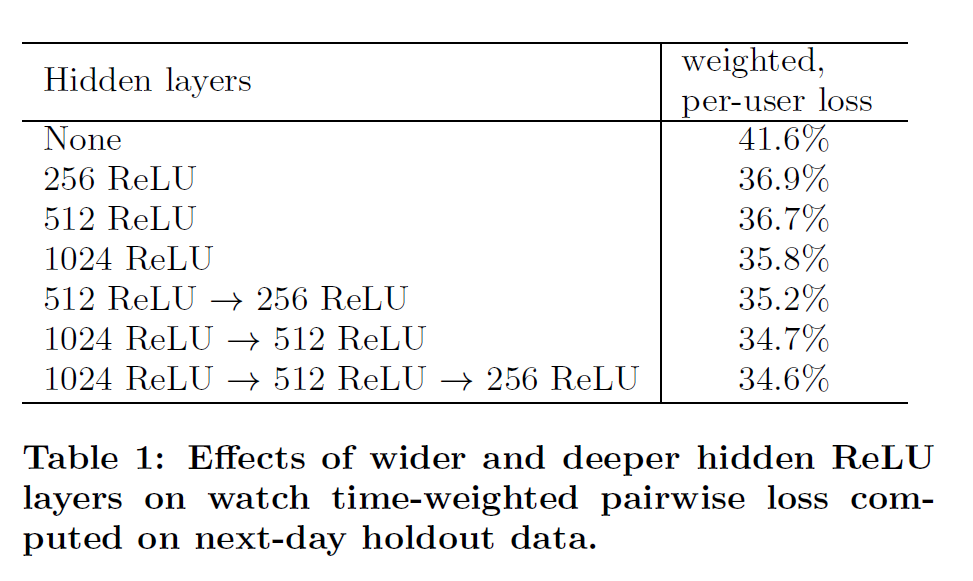 Hidden layers
weighted,
per-user loss
None 41.6%
256 ReLU 36.9%
512 ReLU 36.7%
1024 ReLU 35.8%
512 ReLU → 256 ReLU 35.2%
1024 ReLU → 512 ReLU 34.7%
1024 ReLU → 512 ReLU → 256 ReLU 34.6%
Table 1: Effects of wider and deeper hidden ReLU
layers on watch time-weighted pairwise loss com-
puted on next-day holdout data.